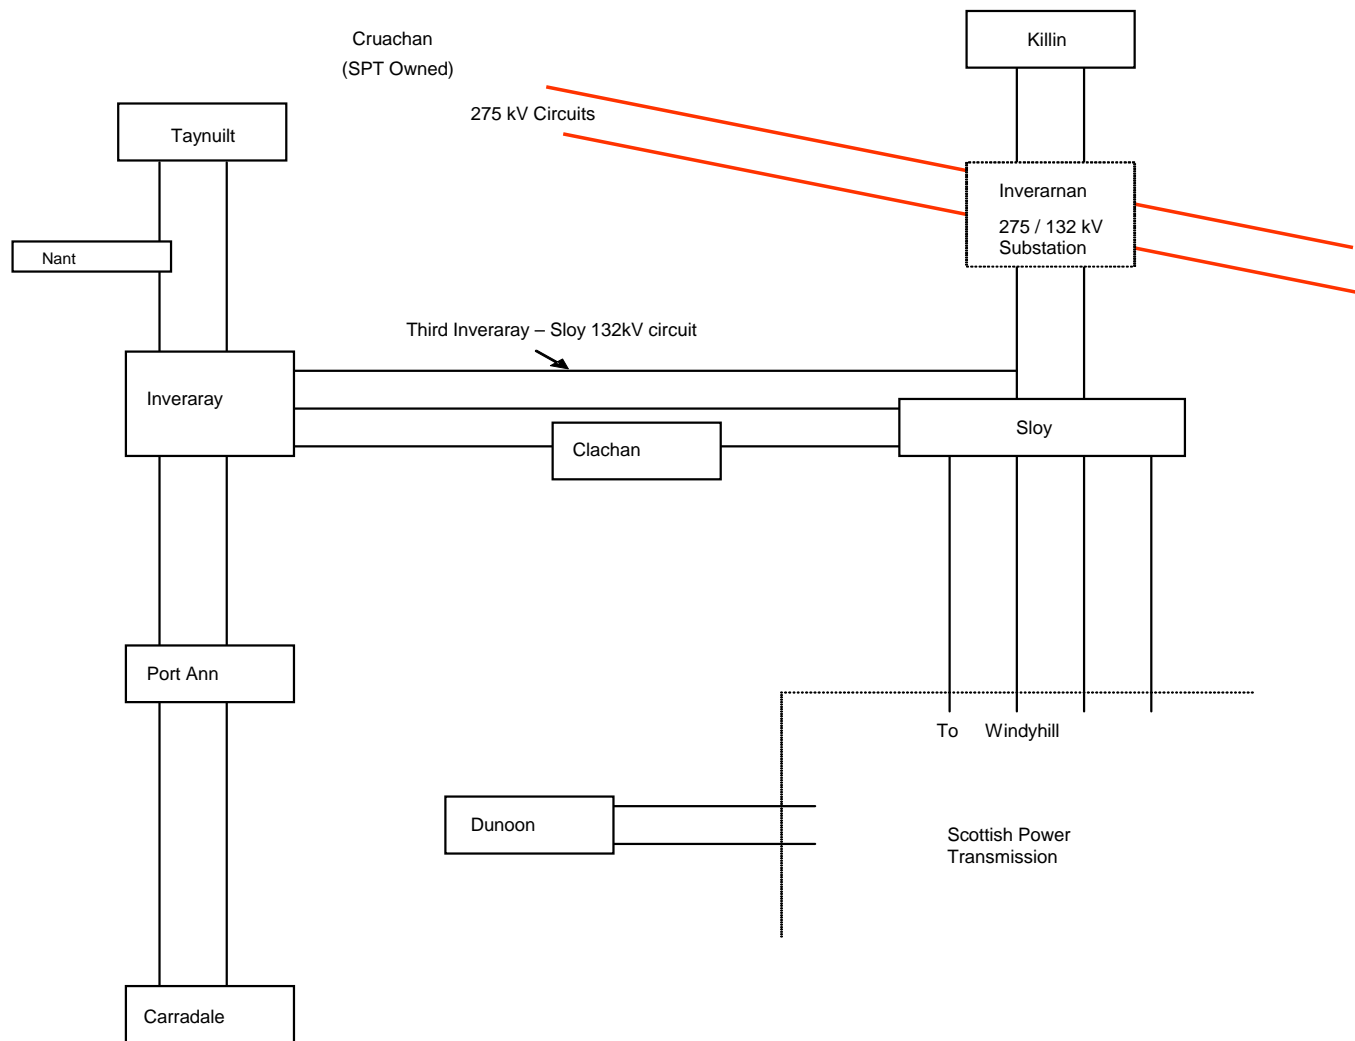 Cruachan
(SPT Owned)
Killin
275 kV Circuits
Taynuilt
Inverarnan
275 / 132 kV
Substation
Nant
Third Inveraray – Sloy 132kV circuit
Inveraray
Sloy
Clachan
Port Ann
To Windyhill
Dunoon
Scottish Power
Transmission
Carradale